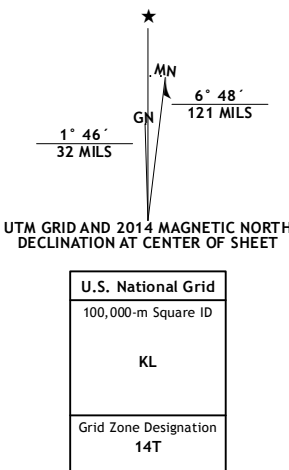 ★
MN
GN
6° 48´
121 MILS
1° 46´
32 MILS
UTM GRID AND 2014 MAGNETIC NORTH
DECLINATION AT CENTER OF SHEET
U.S. National Grid
100,000-m Square ID
KL
Grid Zone Designation
14T